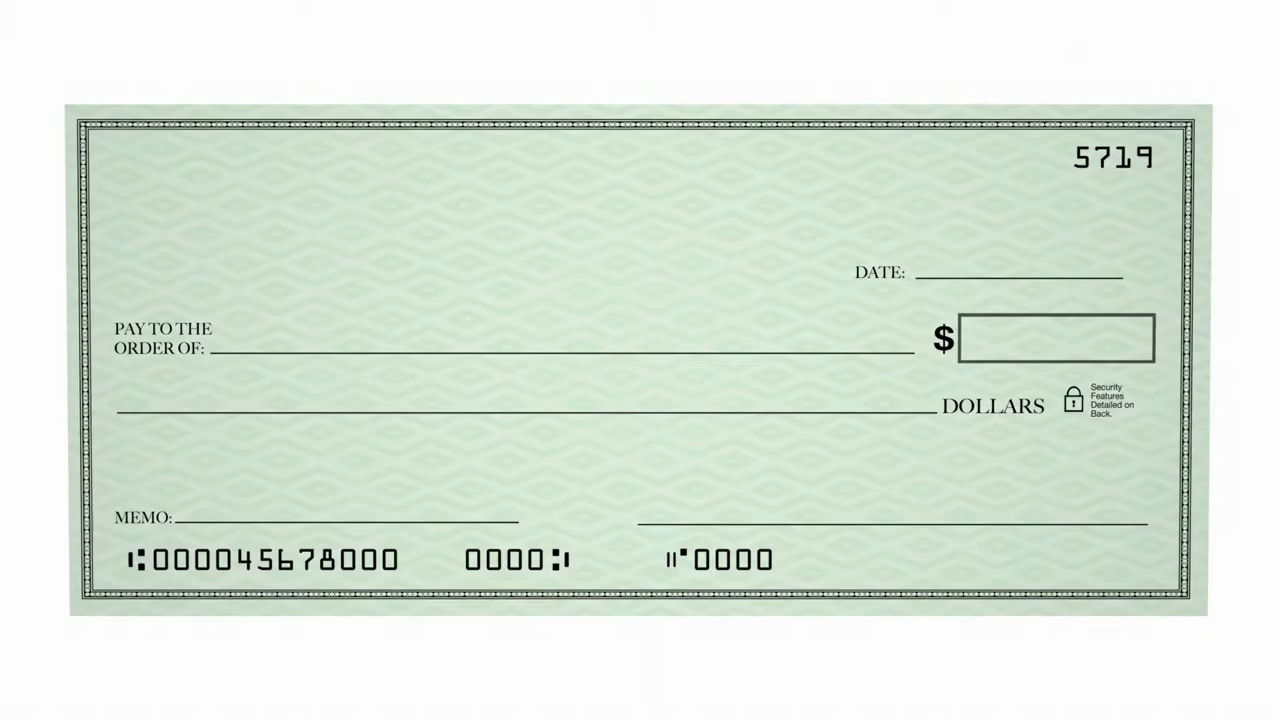 5719
DATE:
PAY TO THE
ORDER OF:
$
DOLLARS
Security
Features
Detailed on
Back.
MEMO:
⑆000045678000 0000⑆ ⑈0000